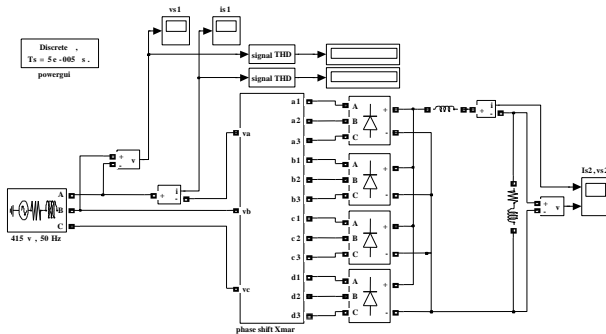 vs1
is1
Discrete ,
Ts = 5e-005 s .
powergui
signal THD
signal THD
a1
a2
a3
b1
b2
b3
c1
c2
c3
d1
d2
d3
va
vb
vc
A
B
C
+
-
A
B
C
+
-
A
B
C
+
-
A
B
C
+
-
+
-
v
+
-
i
+
-
i
+
-
v
Is2,vs2
A
B
C
415 v , 50 Hz
phase shift Xmar